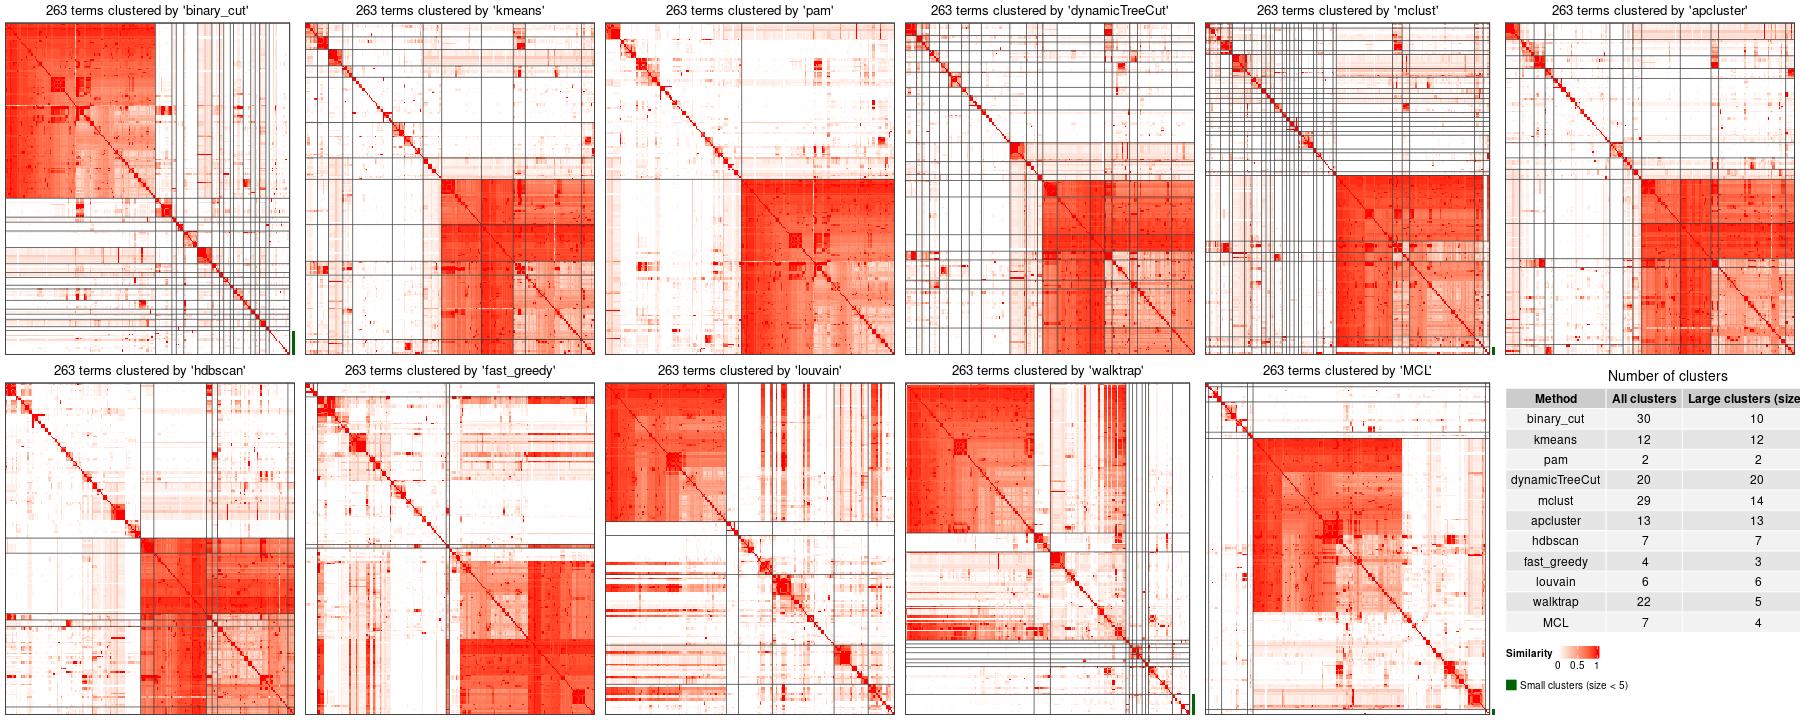 263 terms clustered by 'binary_cut'
263 terms clustered by 'kmeans'
263 terms clustered by 'pam'
263 terms clustered by 'dynamicTreeCut'
263 terms clustered by 'mclust'
263 terms clustered by 'apcluster'
263 terms clustered by 'hdbscan'
263 terms clustered by 'fast_greedy'
263 terms clustered by 'louvain'
263 terms clustered by 'walktrap'
263 terms clustered by 'MCL'
Number of clusters
Method All clusters Large clusters (size
binary_cut 30 10
kmeans 12 12
pam 2 2
dynamicTreeCut 20 20
mclust 29 14
apcluster 13 13
hdbscan 7 7
fast_greedy 4 3
louvain 6 6
walktrap 22 5
MCL 7 4
Similarity
0 0.5 1
Small clusters (size < 5)